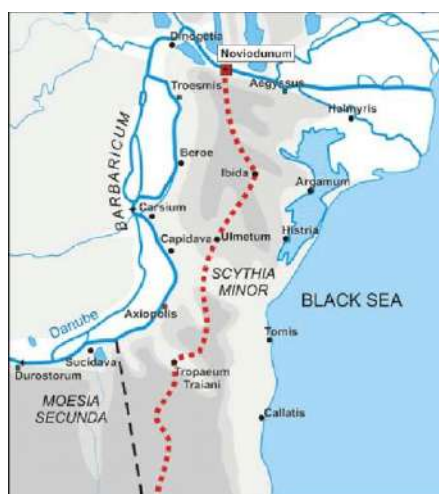 Dinogetia
Noviodunum
Troesmis
Aegyssus
Halmyris
BARBARICUM
Beroe
Ibida
Argamum
Carsium
Capidava
Ulmetum
Histria
SCYTHIA
MINOR
BLACK SEA
Danube
Axiopolis
Tomis
Sucidava
Durostorum
Tropaeum
Traiani
MOESIA
SECUNDA
Callatis